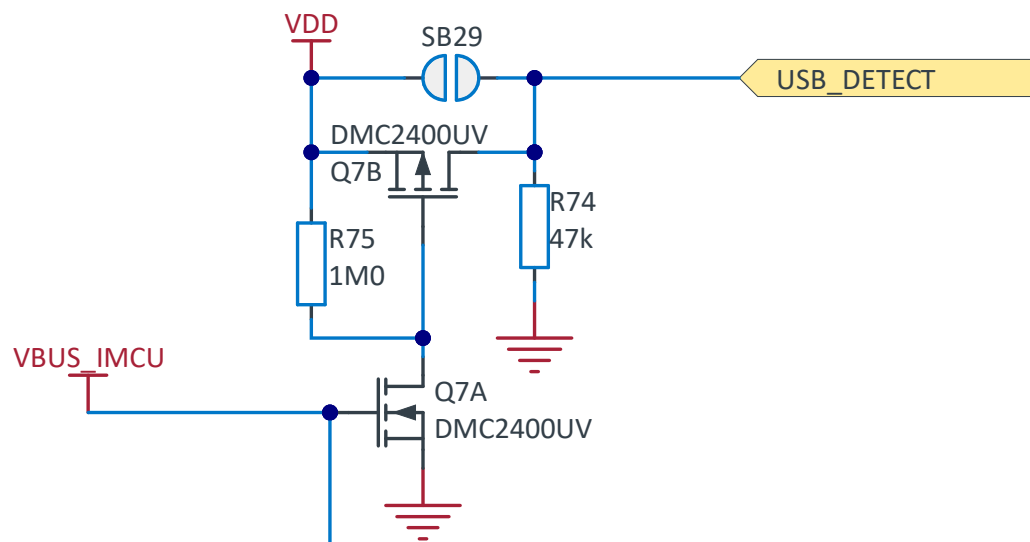 VDD
SB29
USB_DETECT
DMC2400UV
Q7B
R74
47k
R75
1M0
VBUS_IMCU
Q7A
DMC2400UV